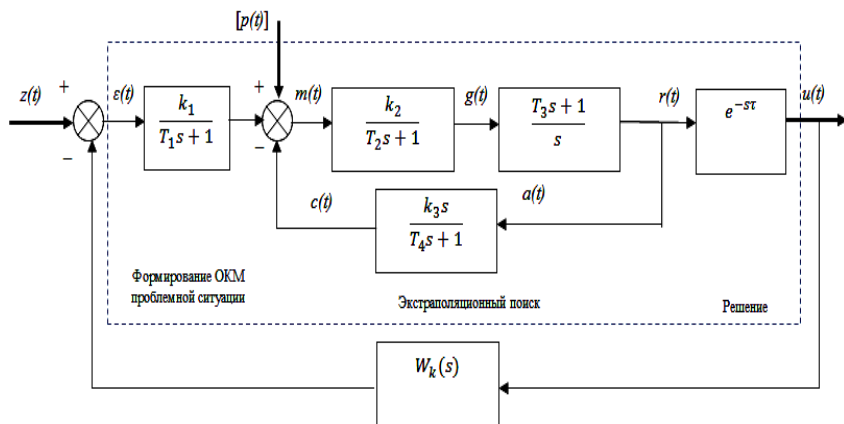 [p(t)]
z(t)
+
−
ε(t)
k₁
T₁s + 1
+
−
m(t)
k₂
T₂s + 1
g(t)
T₃s + 1
s
r(t)
e^{−sτ}
u(t)
c(t)
k₃s
T₄s + 1
a(t)
Формирование ОКМ
проблемной ситуации
Экстраполяционный поиск
Решение
W_k(s)